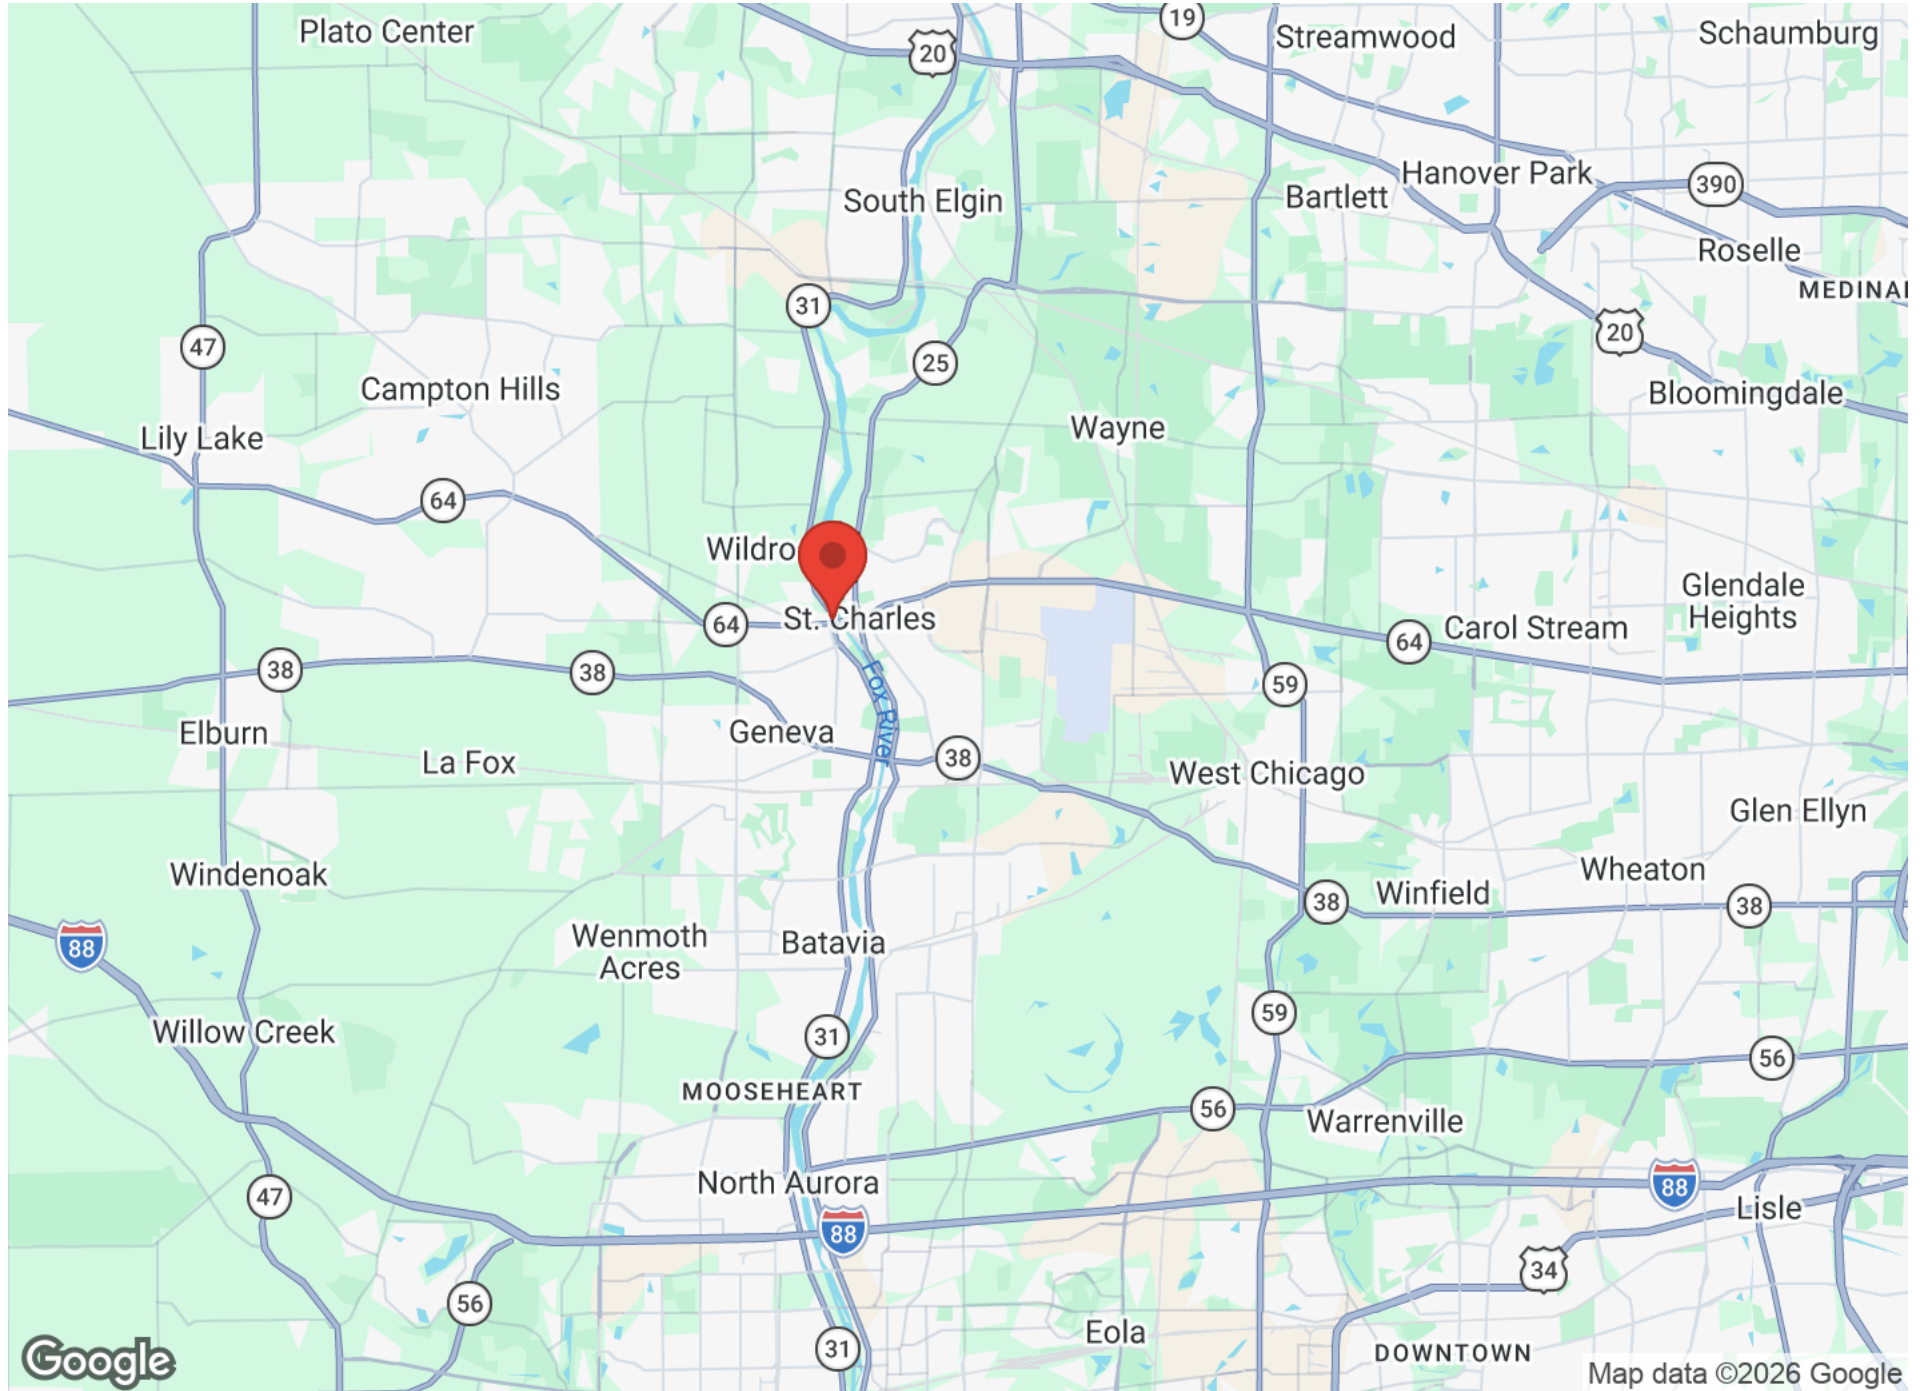 Plato Center
20
19
Streamwood
Schaumburg
South Elgin
Bartlett
Hanover Park
390
Roselle
MEDINAH
31
47
25
20
Campton Hills
Bloomingdale
Lily Lake
Wayne
64
Wildro
St. Charles
64
Glendale
Heights
Carol Stream
64
38
38
59
Fox River
Elburn
La Fox
Geneva
38
West Chicago
Glen Ellyn
Windenoak
Wheaton
Winfield
38
38
88
Wenmoth
Acres
Batavia
Willow Creek
31
59
56
MOOSEHEART
56
Warrenville
North Aurora
47
88
88
Lisle
34
56
Eola
31
DOWNTOWN
Google
Map data ©2026 Google